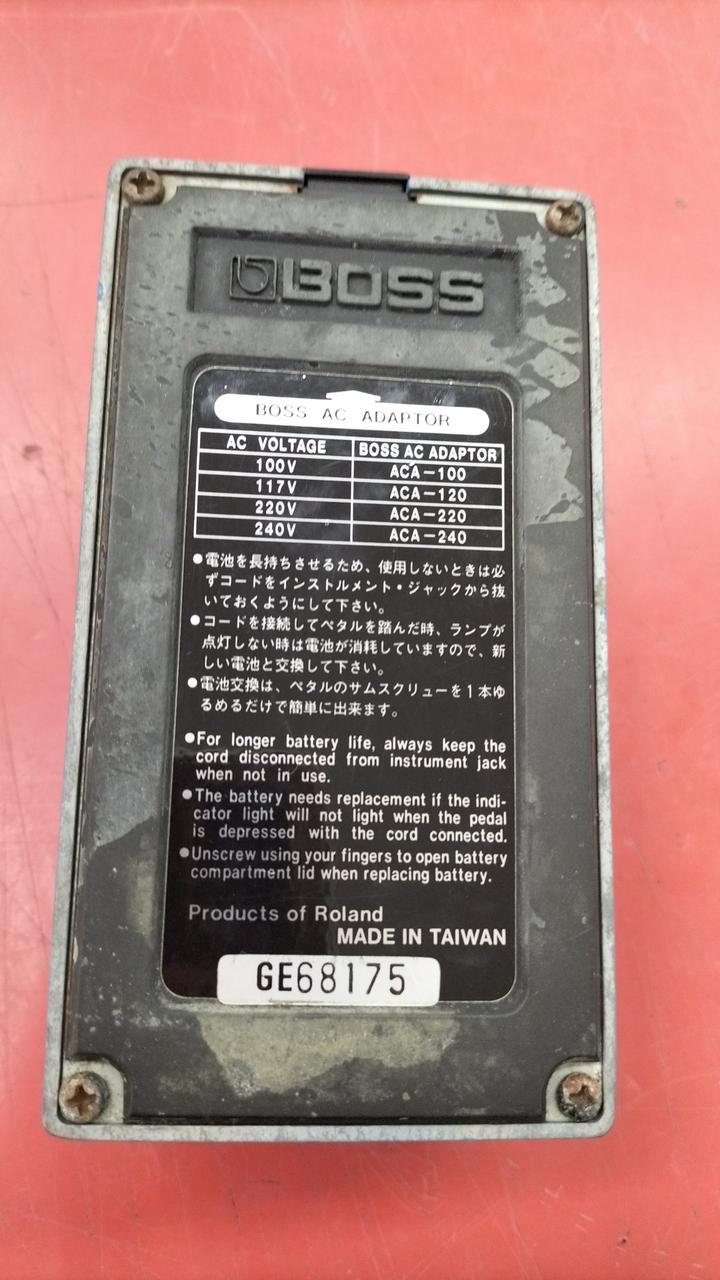 BOSS
BOSS AC ADAPTOR
AC VOLTAGE BOSS AC ADAPTOR
100V ACA-100
117V ACA-120
220V ACA-220
240V ACA-240
●電池を長持ちさせるため、使用しないときは必
ずコードをインストルメント・ジャックから抜
いておくようにして下さい。
●コードを接続してペタルを踏んだ時、ランプが
点灯しない時は電池が消耗していますので、新
しい電池と交換して下さい。
●電池交換は、ペタルのサムスクリューを1本ゆ
るめるだけで簡単に出来ます。
●For longer battery life, always keep the
cord disconnected from instrument jack
when not in use.
●The battery needs replacement if the indi-
cator light will not light when the pedal
is depressed with the cord connected.
●Unscrew using your fingers to open battery
compartment lid when replacing battery.
Products of Roland
MADE IN TAIWAN
GE68175